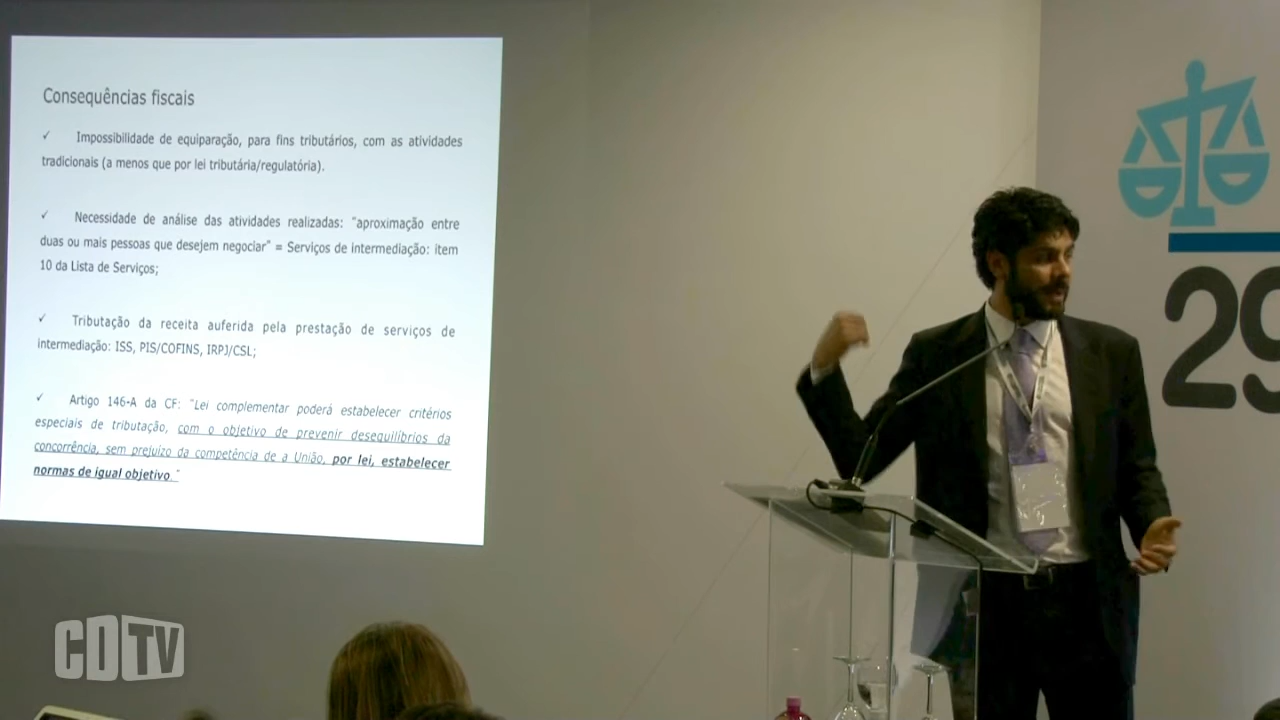 Consequências fiscais
✓ Impossibilidade de equiparação, para fins tributários, com as atividades
tradicionais (a menos que por lei tributária/regulatória).
✓ Necessidade de análise das atividades realizadas: "aproximação entre
duas ou mais pessoas que desejem negociar" = Serviços de intermediação: item
10 da Lista de Serviços;
✓ Tributação da receita auferida pela prestação de serviços de
intermediação: ISS, PIS/COFINS, IRPJ/CSL;
✓ Artigo 146-A da CF: "Lei complementar poderá estabelecer critérios
especiais de tributação, com o objetivo de prevenir desequilíbrios da
concorrência, sem prejuízo da competência de a União, por lei, estabelecer
normas de igual objetivo."
29
CDTV